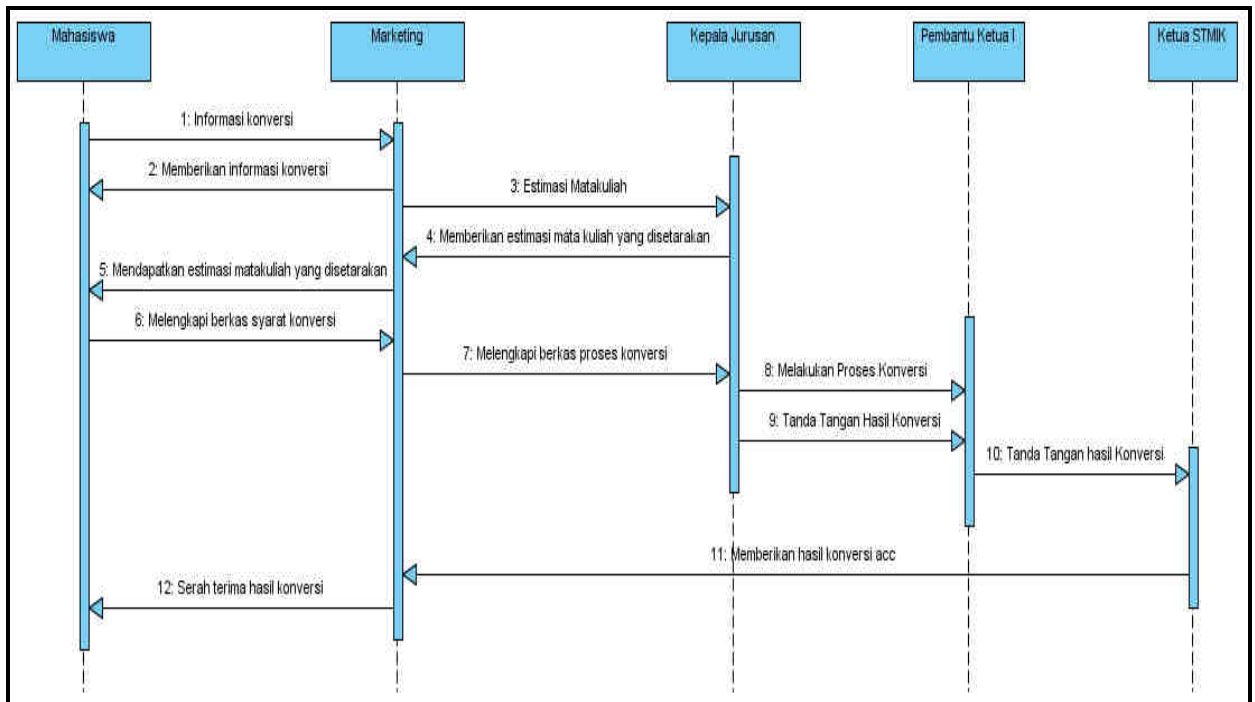 Mahasiswa
Marketing
Kepala Jurusan
Pembantu Ketua I
Ketua STMIK
1: Informasi konversi
2: Memberikan informasi konversi
3: Estimasi Matakuliah
4: Memberikan estimasi mata kuliah yang disetarakan
5: Mendapatkan estimasi matakuliah yang disetarakan
6: Melengkapi berkas syarat konversi
7: Melengkapi berkas proses konversi
8: Melakukan Proses Konversi
9: Tanda Tangan Hasil Konversi
10: Tanda Tangan hasil Konversi
11: Memberikan hasil konversi acc
12: Serah terima hasil konversi